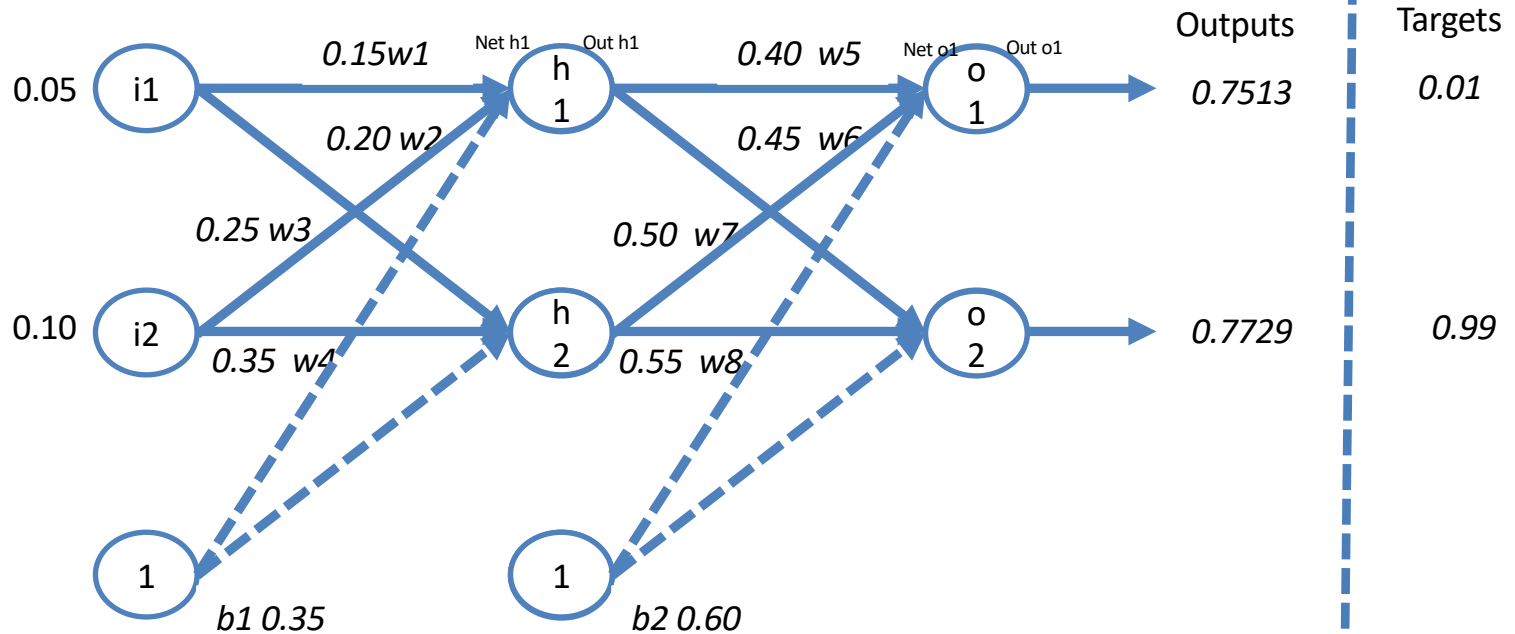 Outputs
Targets
Net h1
Out h1
Net o1
Out o1
0.15w1
0.40 w5
0.05
i1
h
1
o
1
0.7513
0.01
0.20 w2
0.45 w6
0.25 w3
0.50 w7
0.10
i2
h
2
o
2
0.7729
0.99
0.35 w4
0.55 w8
1
1
b1 0.35
b2 0.60